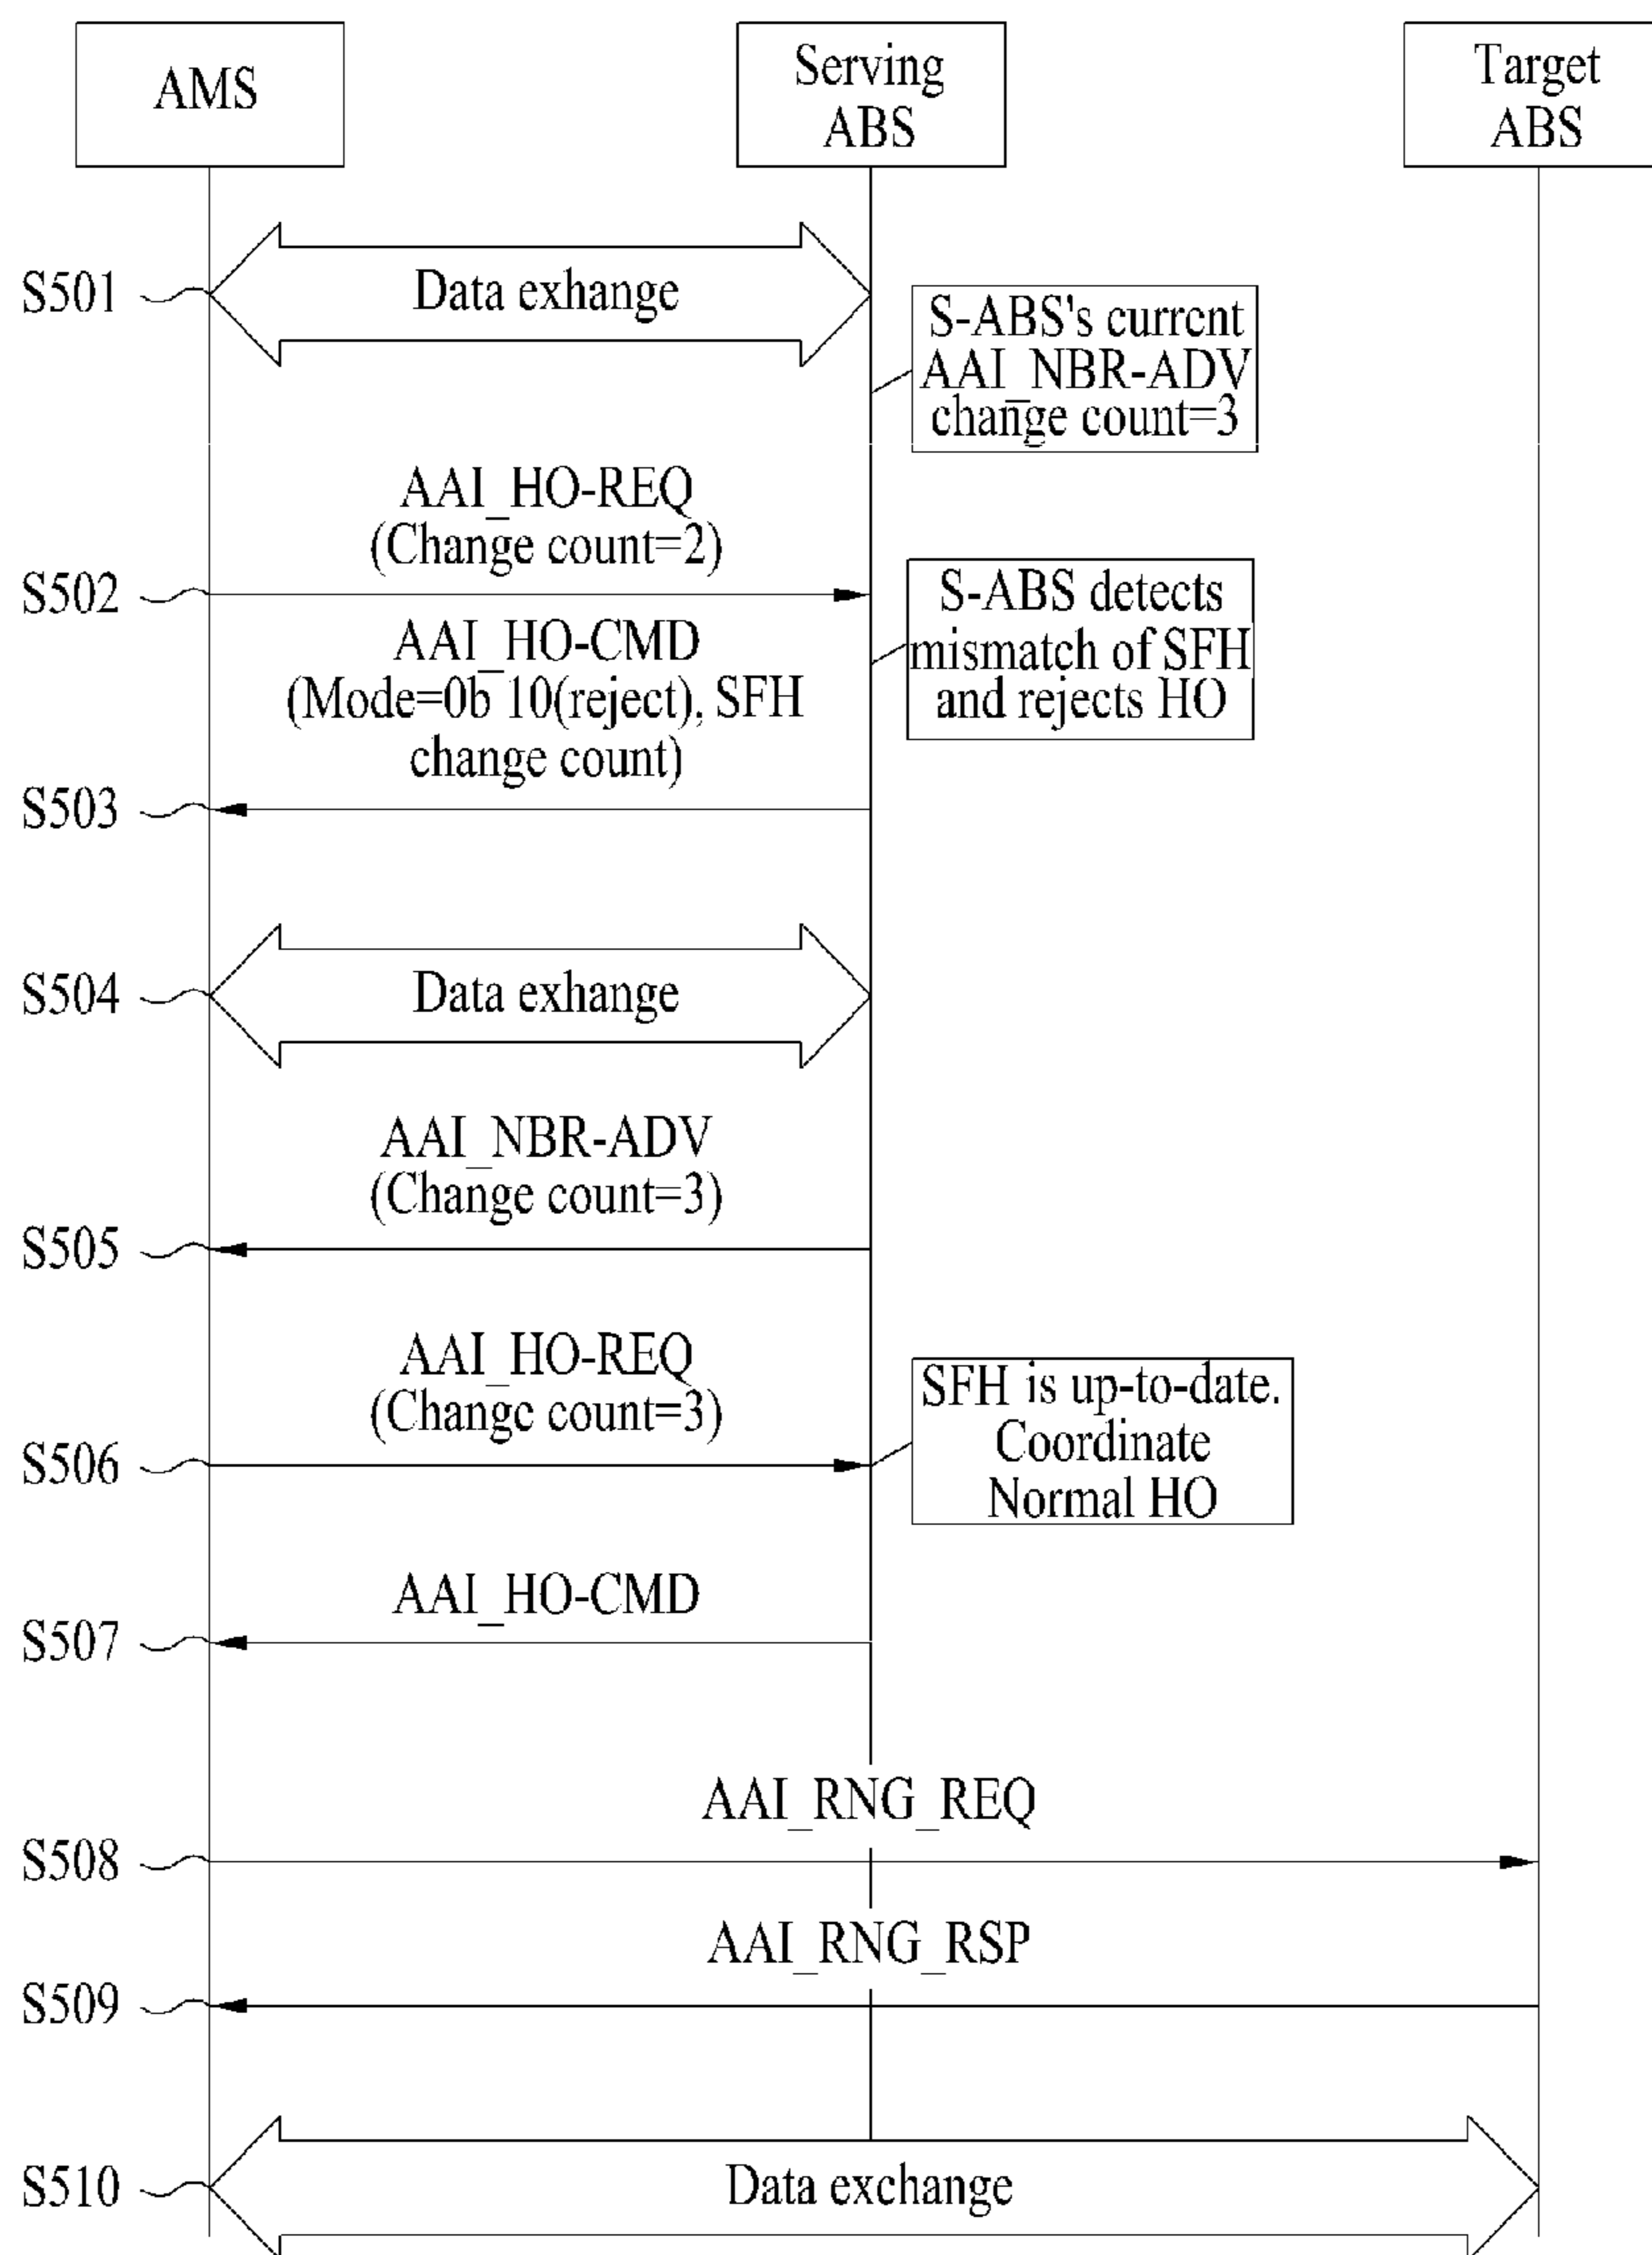 AMS
Serving
ABS
Target
ABS
S501
Data exhange
S-ABS's current
AAI_NBR-ADV
change count=3
AAI_HO-REQ
(Change count=2)
S502
S-ABS detects
mismatch of SFH
and rejects HO
AAI_HO-CMD
(Mode=0b 10(reject), SFH
change count)
S503
S504
Data exhange
AAI_NBR-ADV
(Change count=3)
S505
AAI_HO-REQ
(Change count=3)
S506
SFH is up-to-date.
Coordinate
Normal HO
AAI_HO-CMD
S507
AAI_RNG_REQ
S508
AAI_RNG_RSP
S509
S510
Data exchange